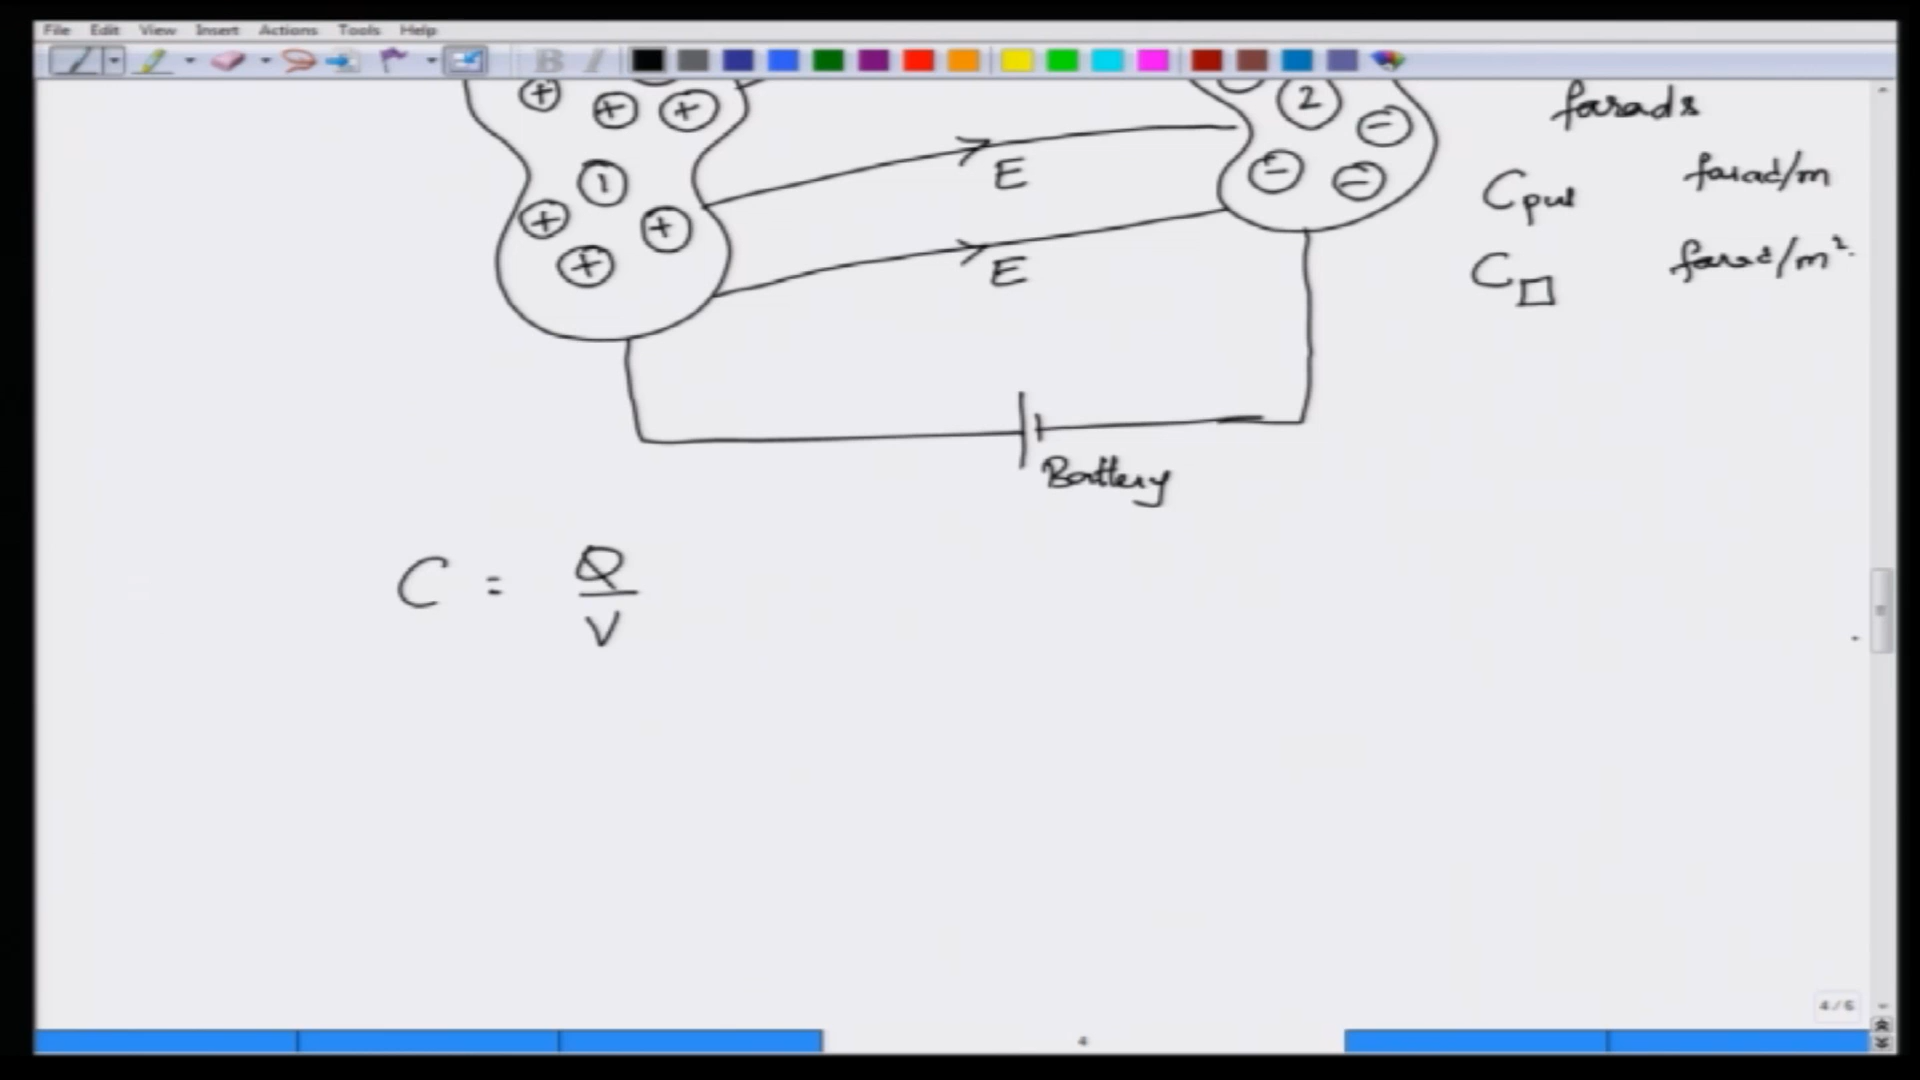 File Edit View Insert Actions Tools Help
B I
+ + +
1
+ +
+
E
E
2
−
− −
farads
Cpul farad/m
C□ farad/m²
Battery
C = Q/V
4/6
4